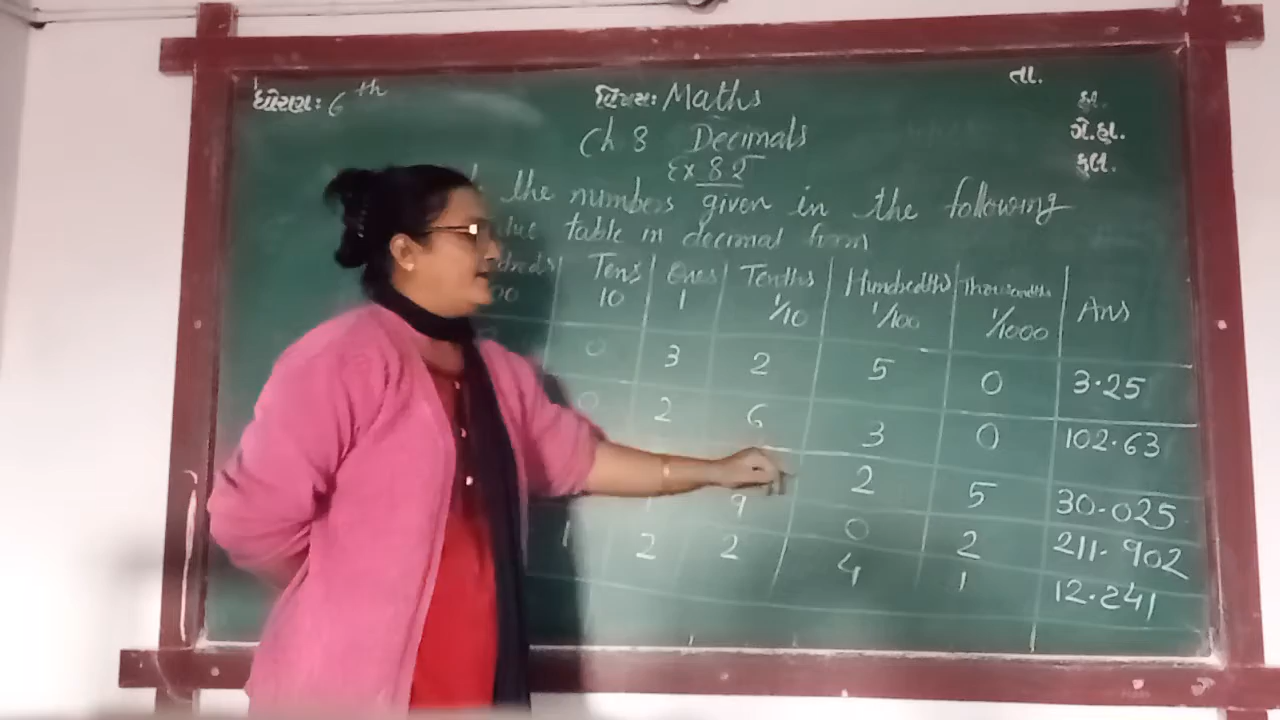 ધોરણ: 6th
વિષય: Maths
તા.
હા.
ગે.હા.
કુલ.
Ch 8 Decimals
Ex 8.2
the numbers given in the following
table in decimal form
Tens Ones Tenths Hundredths Thousandths Ans
10 1 1/10 1/100 1/1000
0 3 2 5 0 3.25
0 2 6 3 0 102.63
2 5 30.025
1 9 0 2 211.902
1 2 2 4 1 12.241